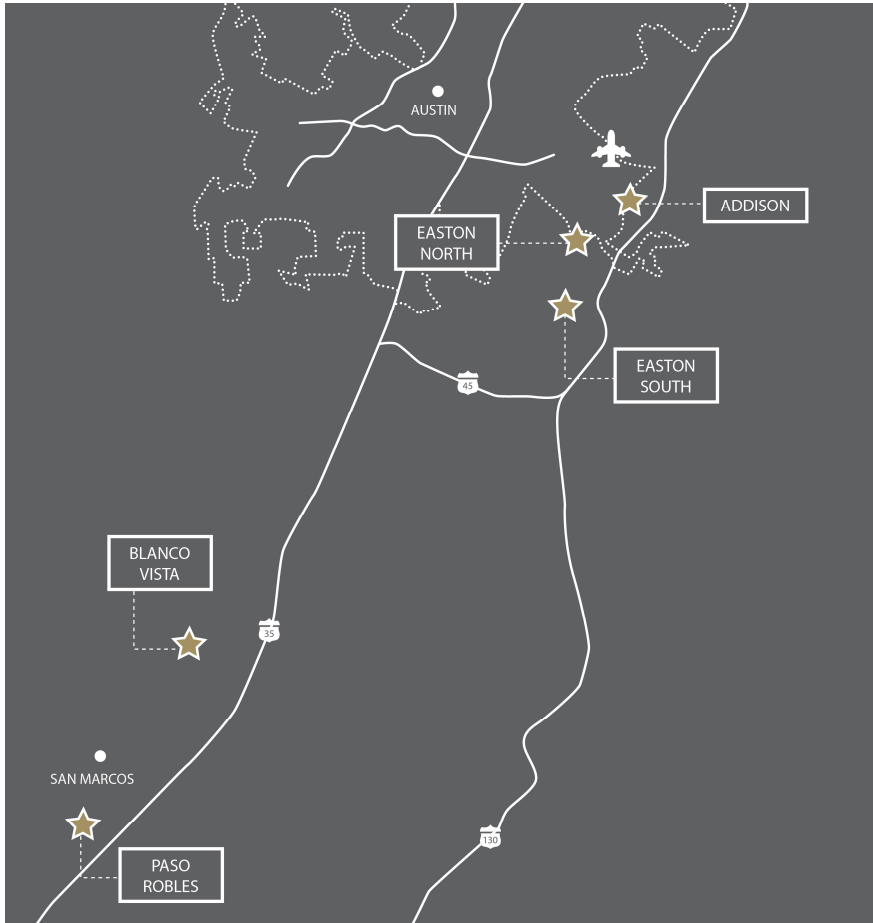 AUSTIN
ADDISON
EASTON
NORTH
EASTON
SOUTH
45
BLANCO
VISTA
35
SAN MARCOS
130
PASO
ROBLES